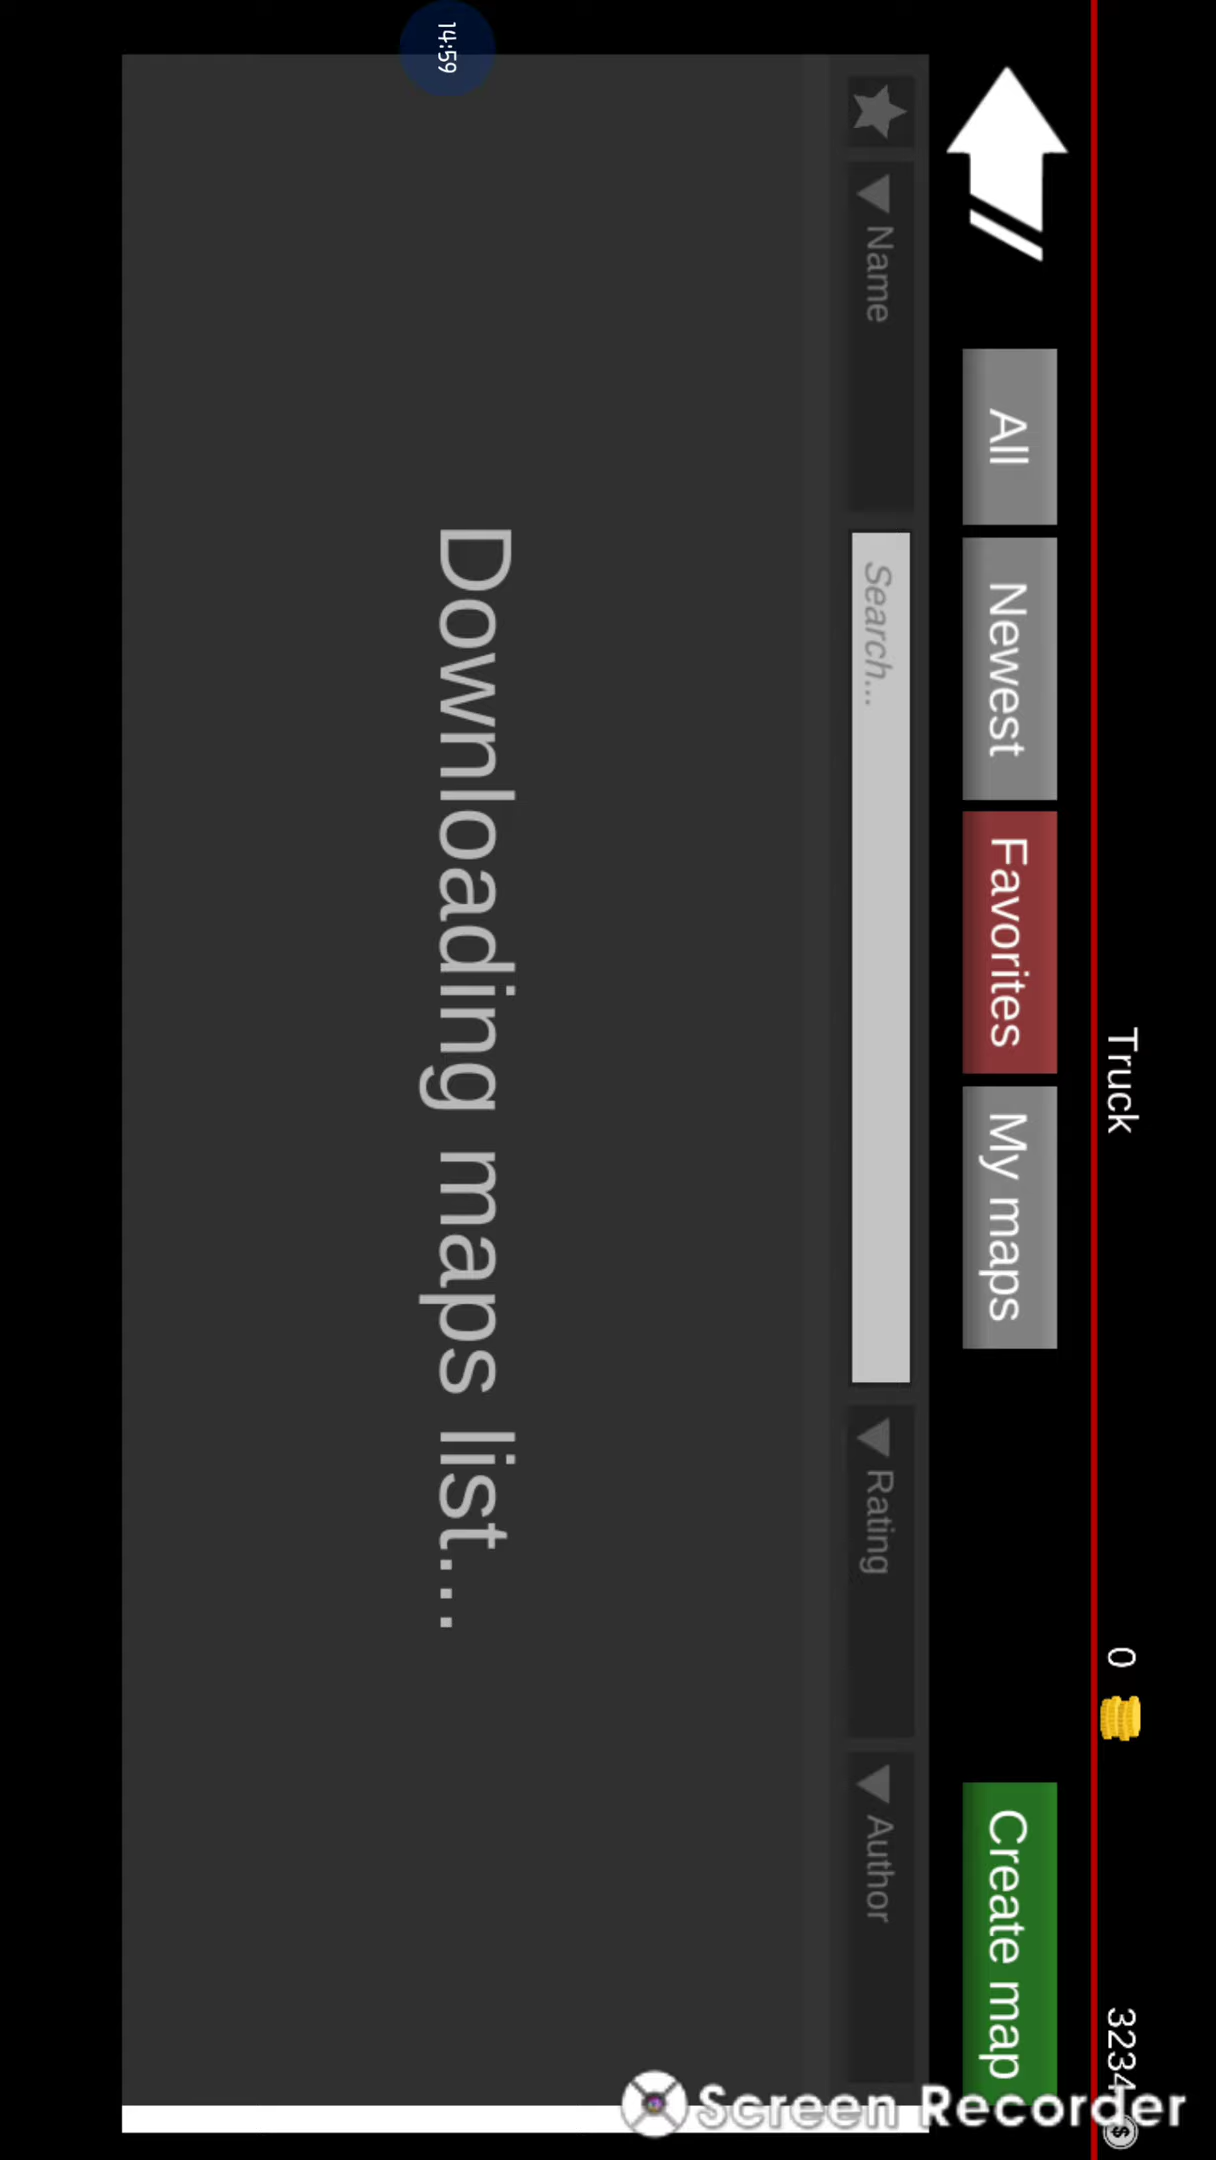 Truck
0
3234
All
Newest
Favorites
My maps
Create map
Name
Search...
Rating
Author
Downloading maps list...
14:59
Screen Recorder